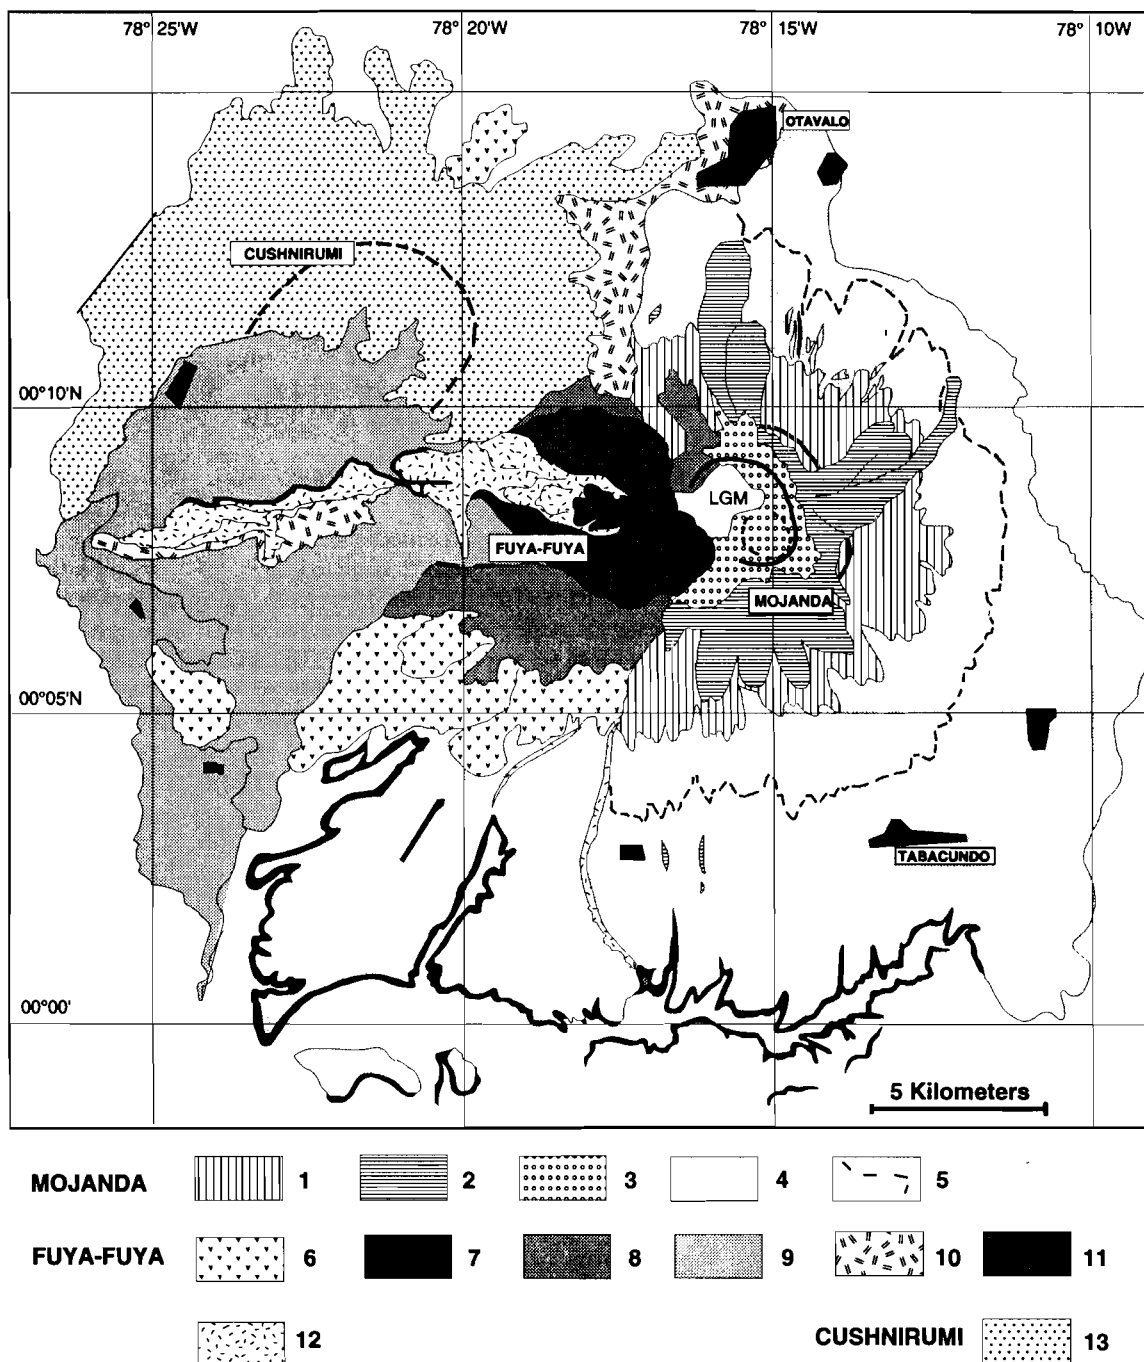 78° 25'W 78° 20'W 78° 15'W 78° 10W
OTAVALO
CUSHNIRUMI
00°10'N
LGM
FUYA-FUYA
MOJANDA
00°05'N
TABACUNDO
00°00'
5 Kilometers
MOJANDA 1 2 3 4 5
FUYA-FUYA 6 7 8 9 10 11
12 CUSHNIRUMI 13